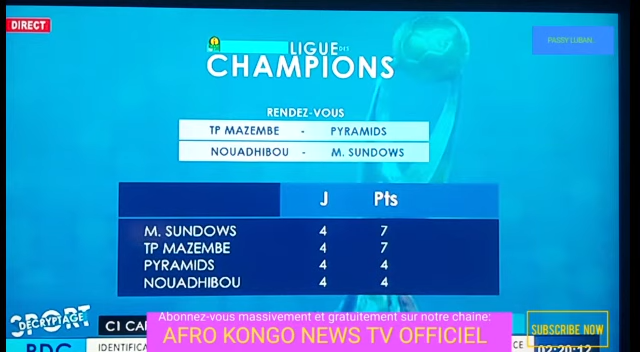 DIRECT
PASSY LUBAN...
LIGUE DES
CHAMPIONS
RENDEZ-VOUS
TP MAZEMBE - PYRAMIDS
NOUADHIBOU - M. SUNDOWS
J Pts
M. SUNDOWS 4 7
TP MAZEMBE 4 7
PYRAMIDS 4 4
NOUADHIBOU 4 4
SPORT
DÉCRYPTAGE
C1 CAF
Abonnez-vous massivement et gratuitement sur notre chaine:
AFRO KONGO NEWS TV OFFICIEL
SUBSCRIBE NOW
RDC
02:20:12